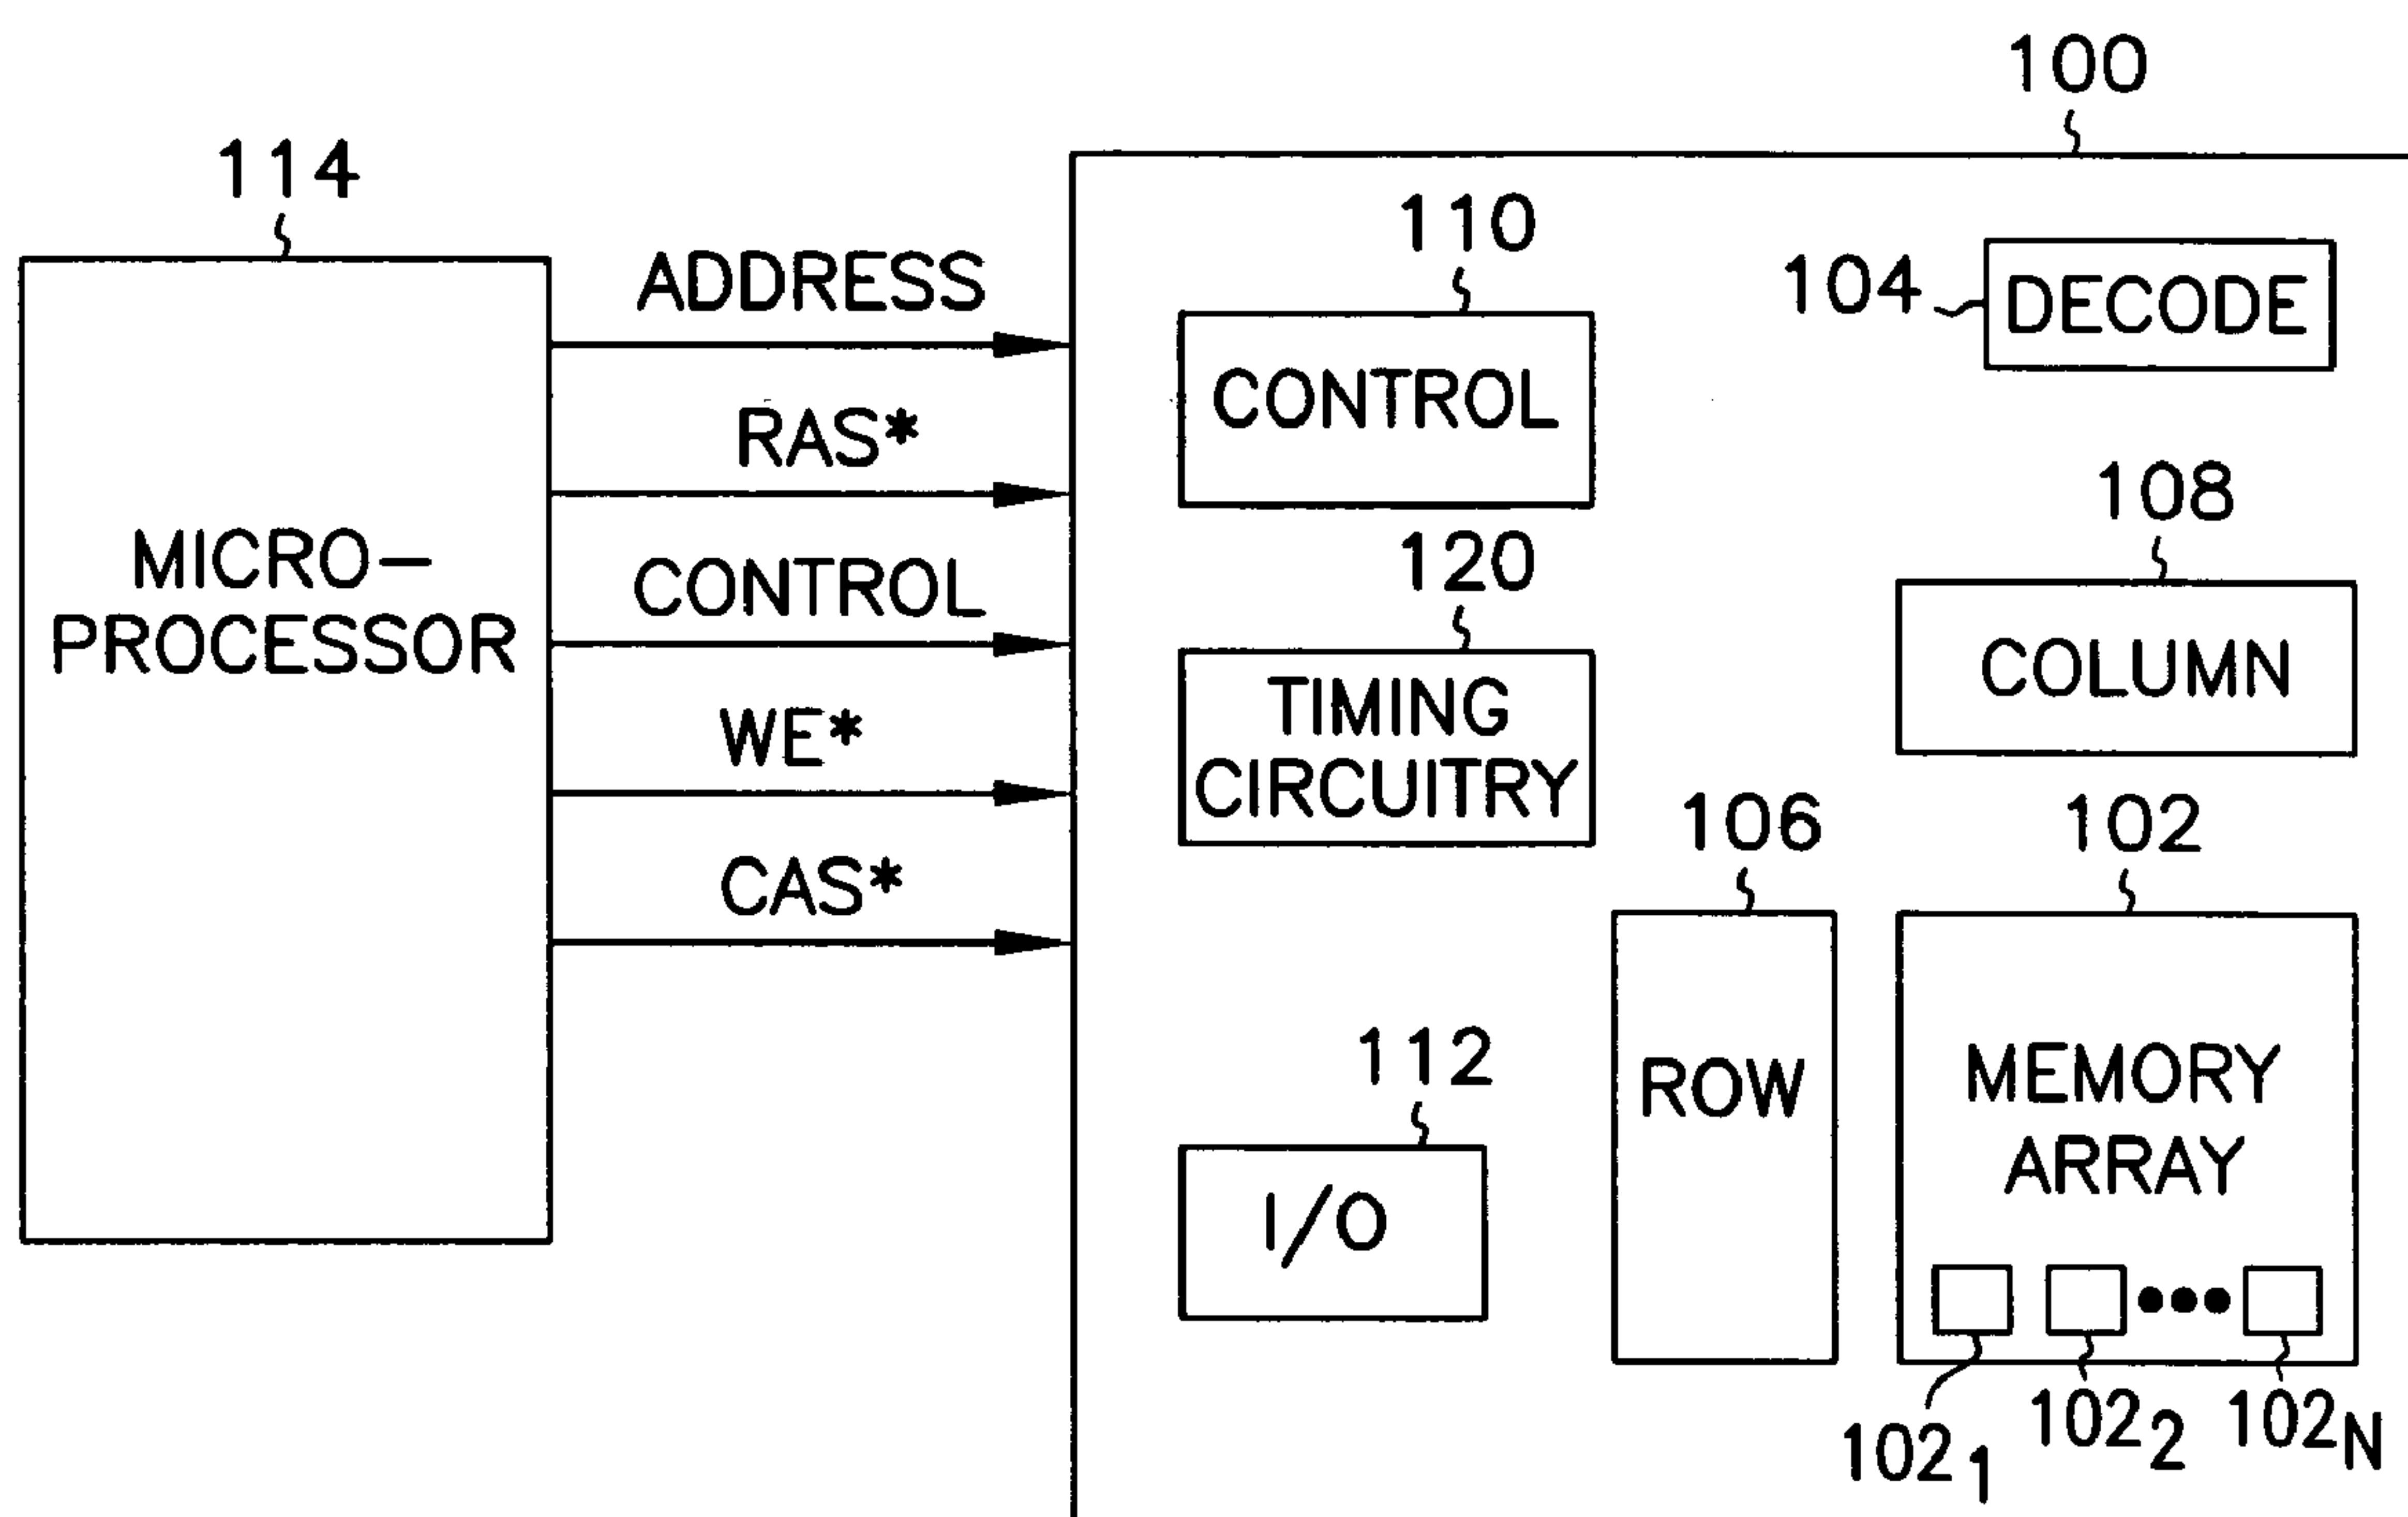 100
114
110
104
DECODE
ADDRESS
CONTROL
RAS*
108
MICRO-
PROCESSOR
120
CONTROL
COLUMN
TIMING
CIRCUITRY
WE*
106
102
CAS*
112
ROW
MEMORY
ARRAY
I/O
102₁
102₂
102N